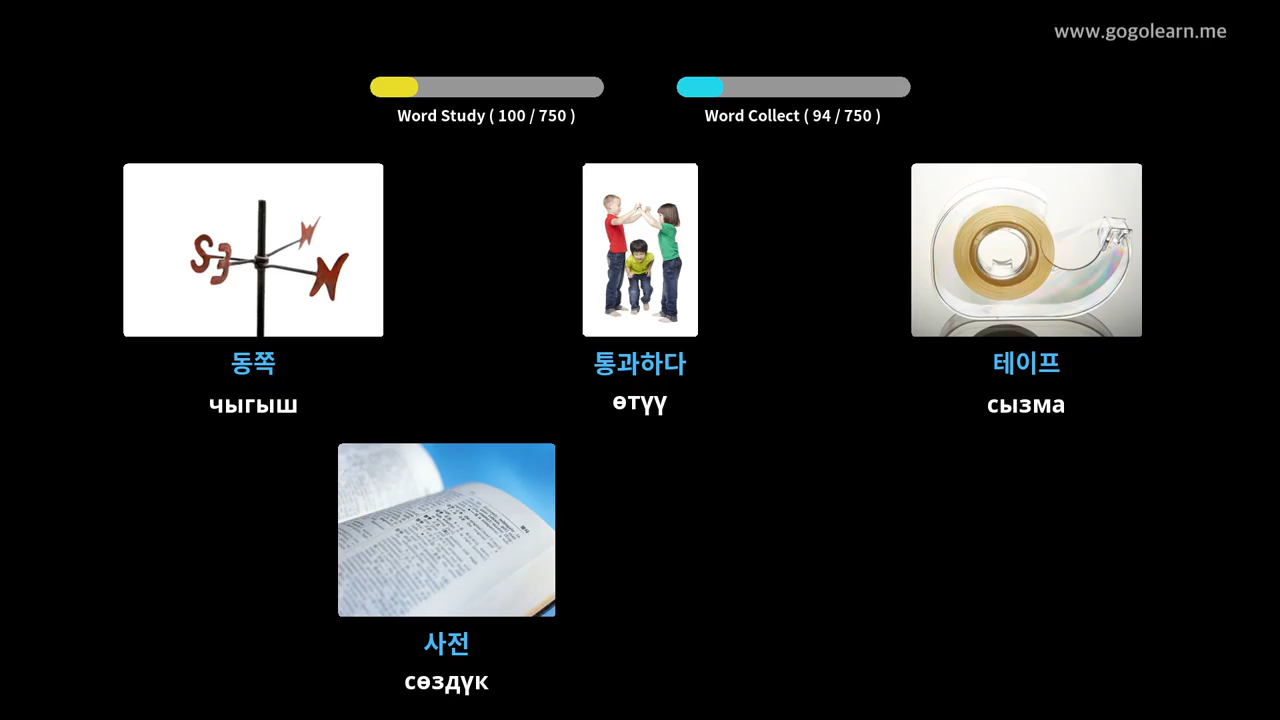 www.gogolearn.me
Word Study ( 100 / 750 )
Word Collect ( 94 / 750 )
동쪽
통과하다
테이프
чыгыш
өтүү
сызма
사전
сөздүк